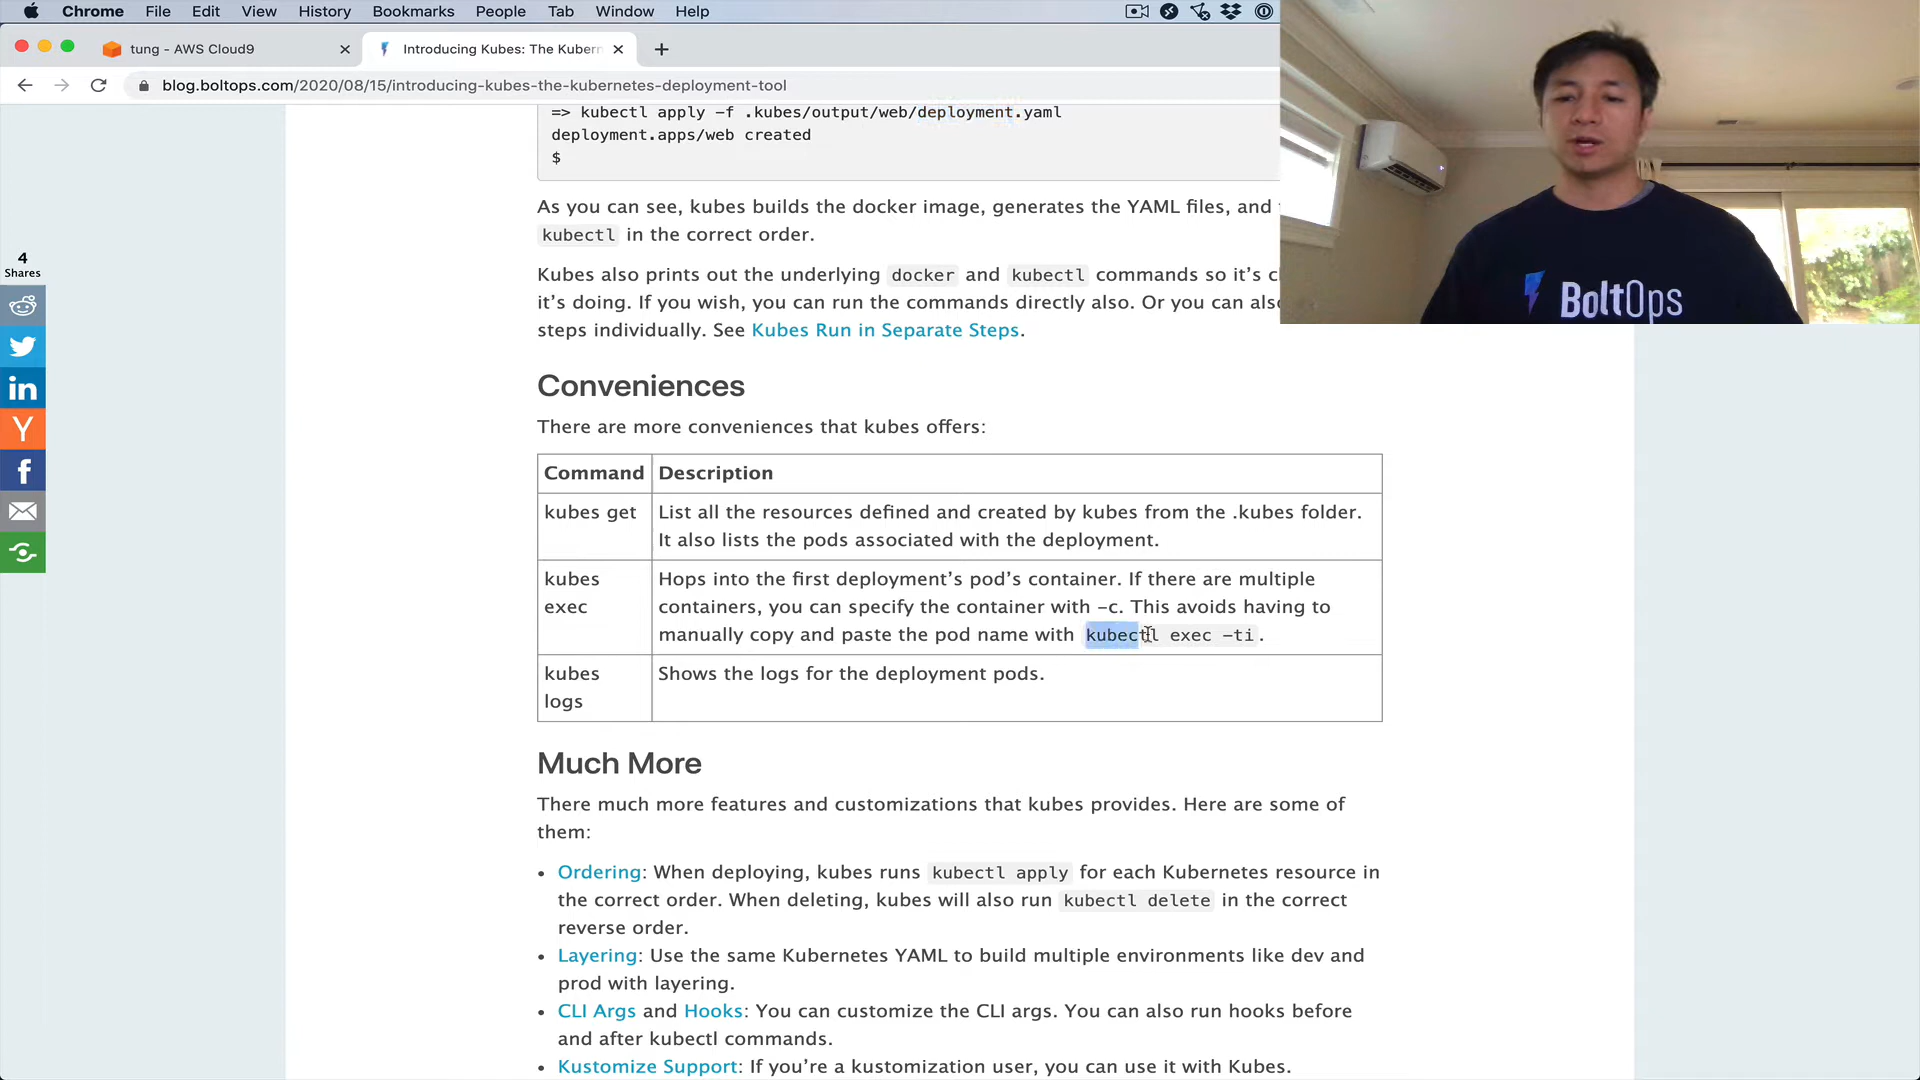 Chrome File Edit View History Bookmarks People Tab Window Help
tung - AWS Cloud9
Introducing Kubes: The Kubern
blog.boltops.com/2020/08/15/introducing-kubes-the-kubernetes-deployment-tool
=> kubectl apply -f .kubes/output/web/deployment.yaml
deployment.apps/web created
$
As you can see, kubes builds the docker image, generates the YAML files, and
kubectl in the correct order.
Kubes also prints out the underlying docker and kubectl commands so it's c
it's doing. If you wish, you can run the commands directly also. Or you can also
steps individually. See Kubes Run in Separate Steps.
4
Shares
in
Y
f
BoltOps
Conveniences
There are more conveniences that kubes offers:
Command Description
kubes get List all the resources defined and created by kubes from the .kubes folder.
It also lists the pods associated with the deployment.
kubes Hops into the first deployment's pod's container. If there are multiple
exec containers, you can specify the container with -c. This avoids having to
manually copy and paste the pod name with kubectl exec -ti.
kubes Shows the logs for the deployment pods.
logs
Much More
There much more features and customizations that kubes provides. Here are some of
them:
• Ordering: When deploying, kubes runs kubectl apply for each Kubernetes resource in
the correct order. When deleting, kubes will also run kubectl delete in the correct
reverse order.
• Layering: Use the same Kubernetes YAML to build multiple environments like dev and
prod with layering.
• CLI Args and Hooks: You can customize the CLI args. You can also run hooks before
and after kubectl commands.
• Kustomize Support: If you're a kustomization user, you can use it with Kubes.